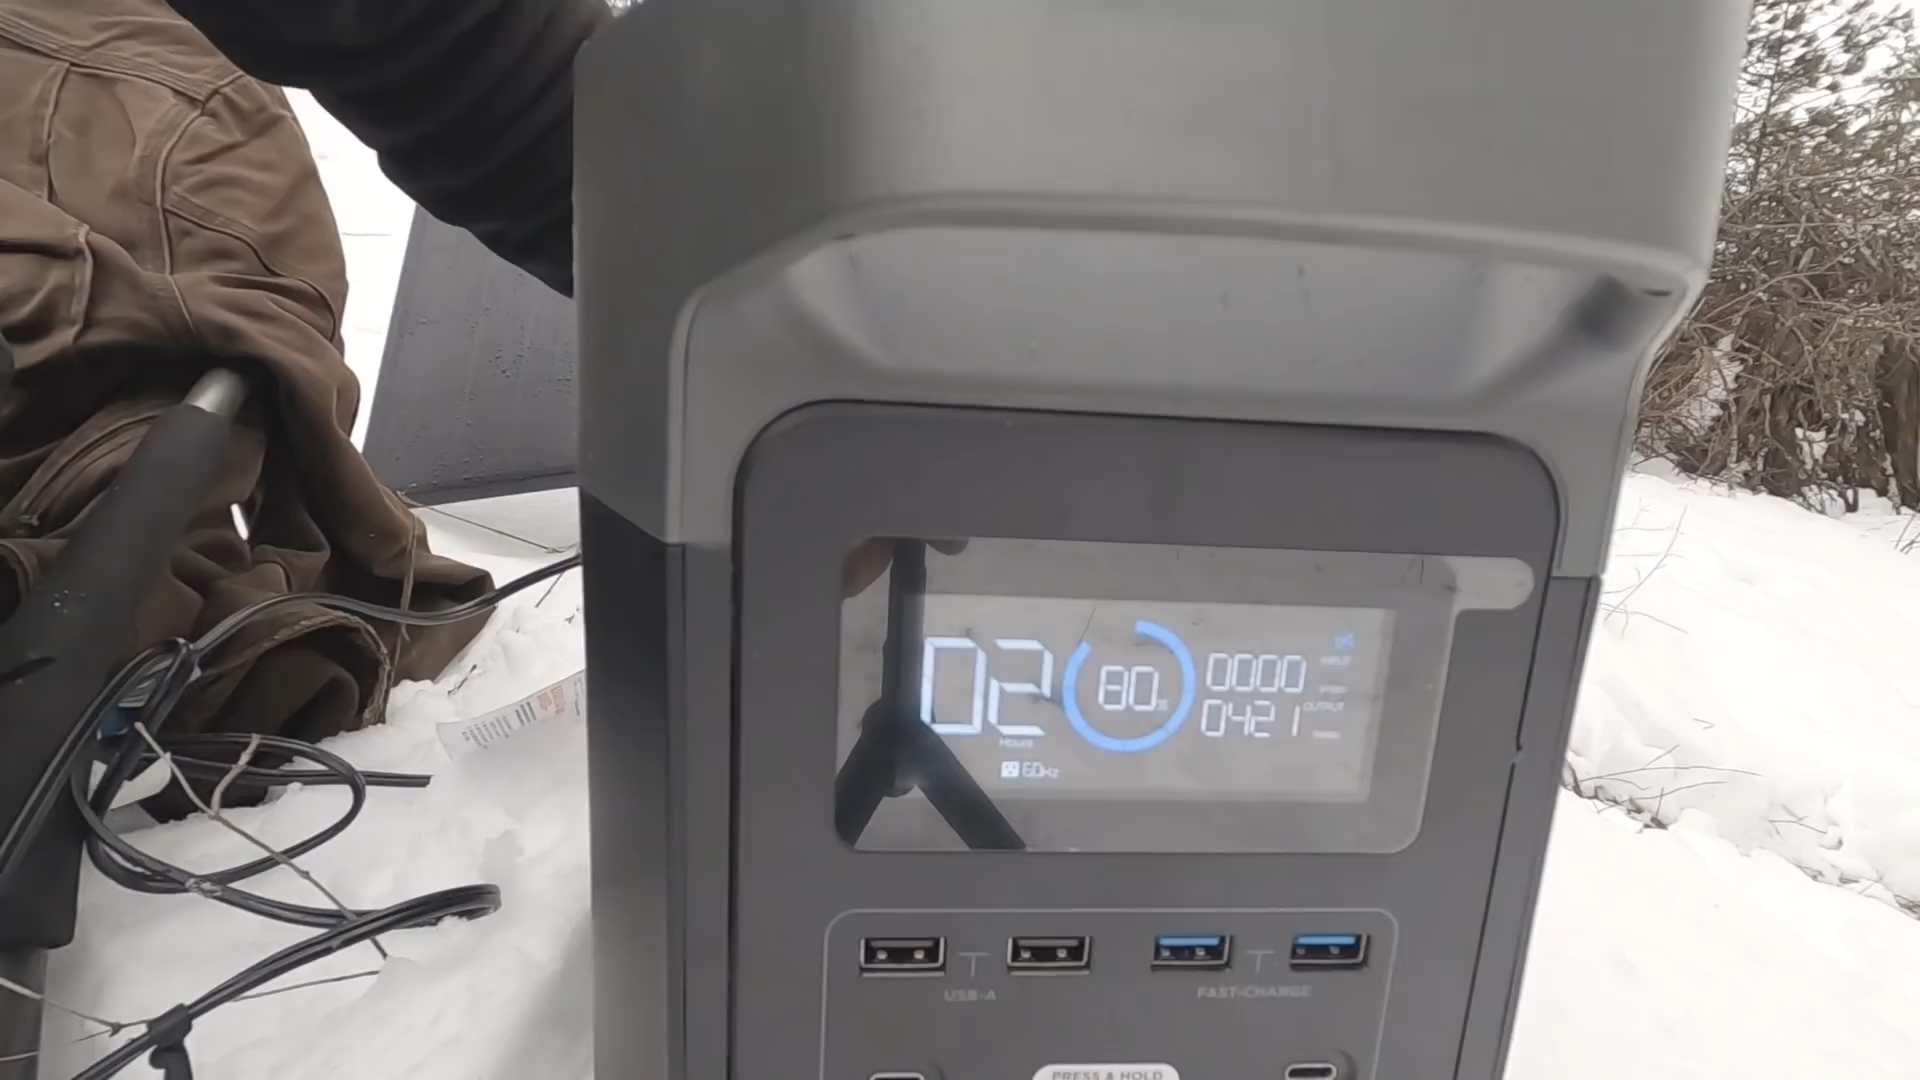 02
Hours
80%
0000
INPUT
0421
OUTPUT
60Hz
USB-A
FAST-CHARGE
PRESS & HOLD